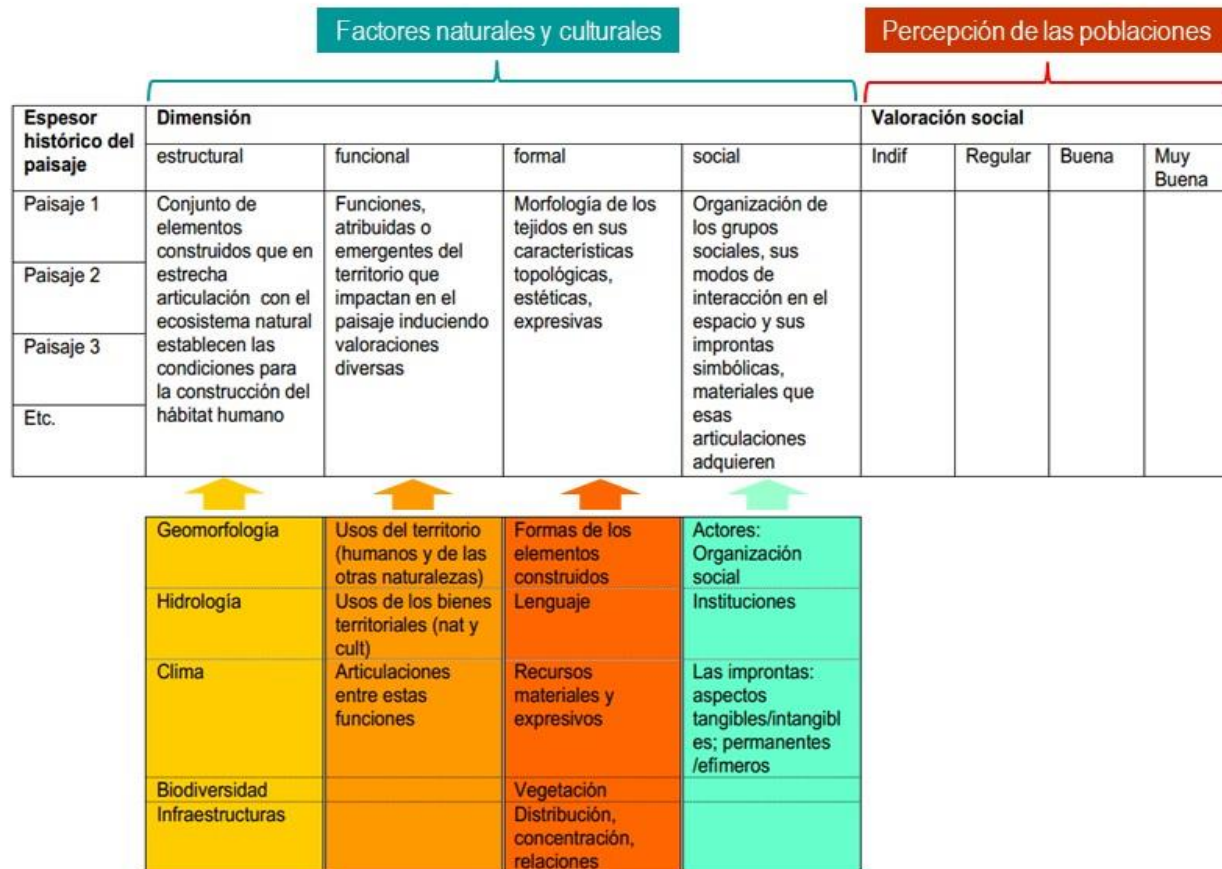 Factores naturales y culturales
Percepción de las poblaciones
Espesor
histórico del
paisaje
Dimensión
Valoración social
estructural
funcional
formal
social
Indif
Regular
Buena
Muy
Buena
Paisaje 1
Paisaje 2
Paisaje 3
Etc.
Conjunto de
elementos
construidos que en
estrecha
articulación con el
ecosistema natural
establecen las
condiciones para
la construcción del
hábitat humano
Funciones,
atribuidas o
emergentes del
territorio que
impactan en el
paisaje induciendo
valoraciones
diversas
Morfología de los
tejidos en sus
características
topológicas,
estéticas,
expresivas
Organización de
los grupos
sociales, sus
modos de
interacción en el
espacio y sus
improntas
simbólicas,
materiales que
esas
articulaciones
adquieren
Geomorfología
Usos del territorio
(humanos y de las
otras naturalezas)
Formas de los
elementos
construidos
Actores:
Organización
social
Hidrología
Usos de los bienes
territoriales (nat y
cult)
Lenguaje
Instituciones
Clima
Articulaciones
entre estas
funciones
Recursos
materiales y
expresivos
Las improntas:
aspectos
tangibles/intangibl
es; permanentes
/efímeros
Biodiversidad
Vegetación
Infraestructuras
Distribución,
concentración,
relaciones